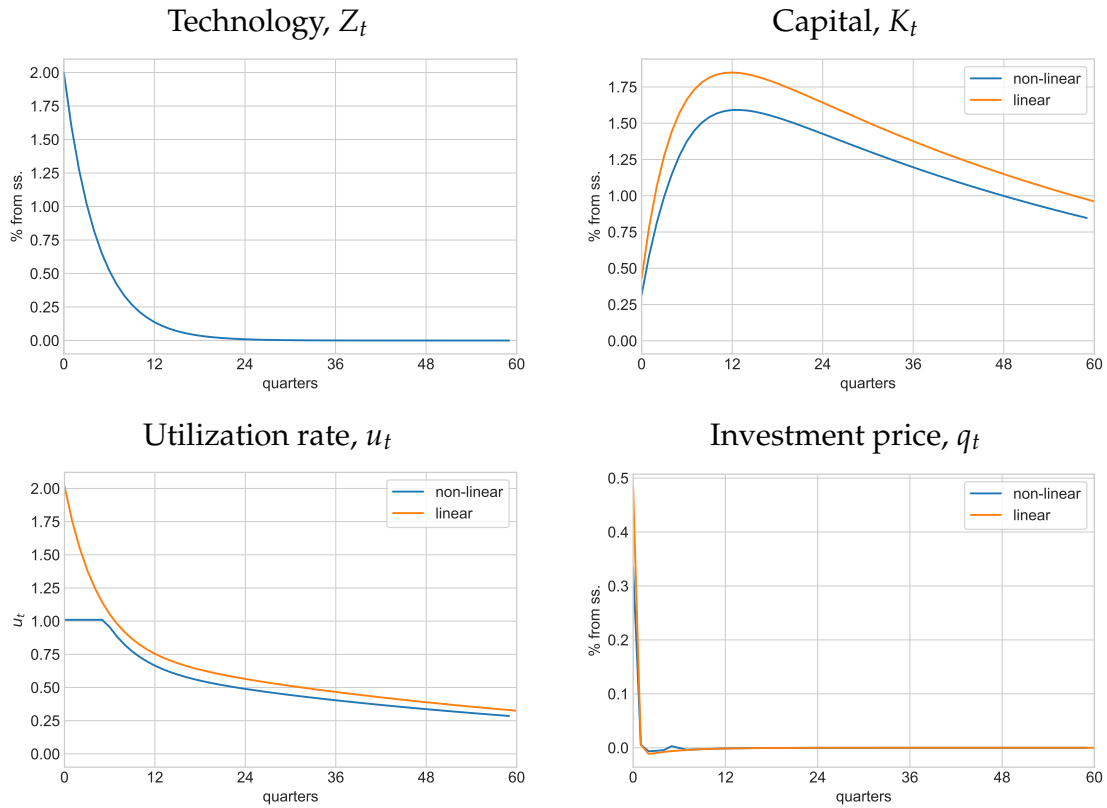 Technology, Zt
% from ss.
2.00
1.75
1.50
1.25
1.00
0.75
0.50
0.25
0.00
0 12 24 36 48 60
quarters
Capital, Kt
% from ss.
1.75
1.50
1.25
1.00
0.75
0.50
0.25
0.00
non-linear
linear
0 12 24 36 48 60
quarters
Utilization rate, ut
ut
2.00
1.75
1.50
1.25
1.00
0.75
0.50
0.25
0.00
non-linear
linear
0 12 24 36 48 60
quarters
Investment price, qt
% from ss.
0.5
0.4
0.3
0.2
0.1
0.0
non-linear
linear
0 12 24 36 48 60
quarters